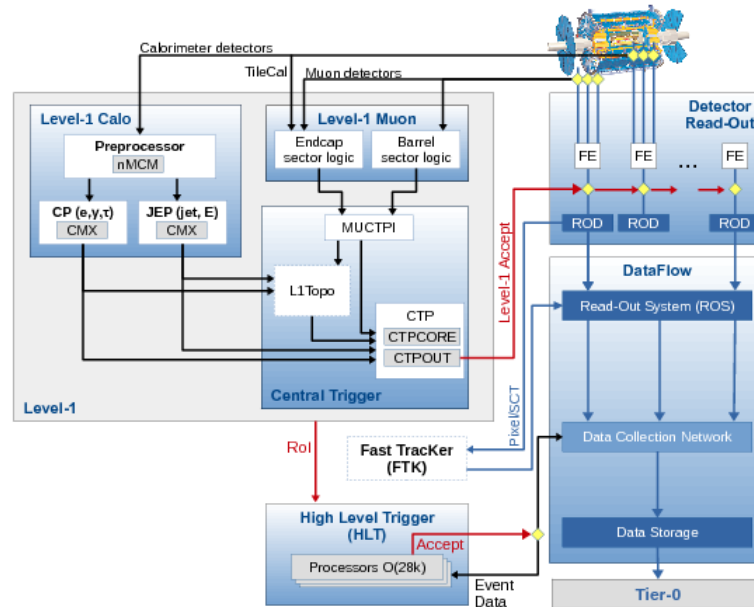 Calorimeter detectors
TileCal
Muon detectors
Level-1 Calo
Preprocessor
nMCM
CP (e,γ,τ)
CMX
JEP (jet, E)
CMX
Level-1 Muon
Endcap
sector logic
Barrel
sector logic
MUCTPI
L1Topo
CTP
CTPCORE
CTPOUT
Central Trigger
Level-1
Level-1 Accept
Detector
Read-Out
FE
FE
...
FE
ROD
ROD
ROD
DataFlow
Read-Out System (ROS)
Pixel/SCT
Data Collection Network
Data Storage
Tier-0
RoI
Fast TracKer
(FTK)
High Level Trigger
(HLT)
Accept
Processors O(28k)
Event
Data